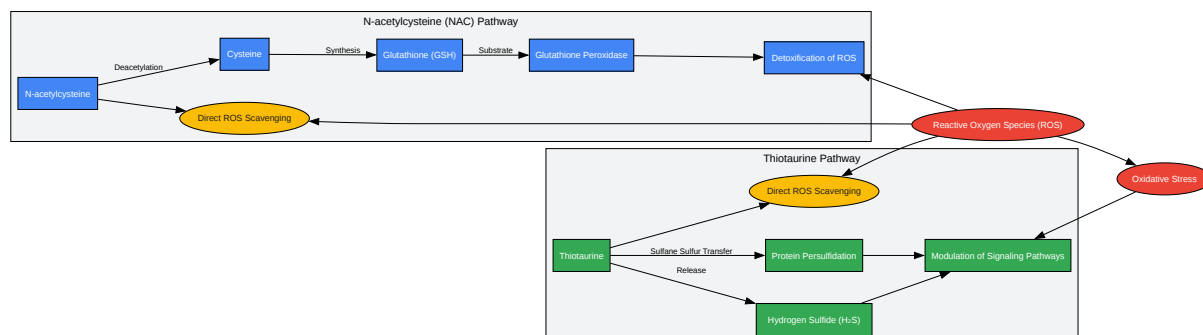 N-acetylcysteine (NAC) Pathway
N-acetylcysteine
Deacetylation
Cysteine
Synthesis
Glutathione (GSH)
Substrate
Glutathione Peroxidase
Detoxification of ROS
Direct ROS Scavenging
Reactive Oxygen Species (ROS)
Oxidative Stress
Thiotaurine Pathway
Direct ROS Scavenging
Thiotaurine
Sulfane Sulfur Transfer
Protein Persulfidation
Modulation of Signaling Pathways
Release
Hydrogen Sulfide (H₂S)